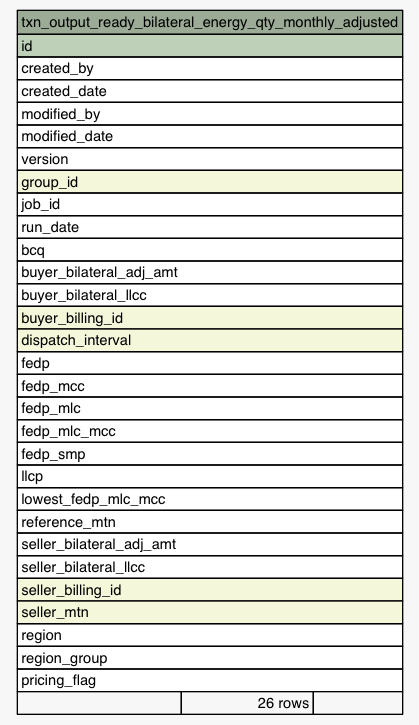 txn_output_ready_bilateral_energy_qty_monthly_adjusted
id
created_by
created_date
modified_by
modified_date
version
group_id
job_id
run_date
bcq
buyer_bilateral_adj_amt
buyer_bilateral_llcc
buyer_billing_id
dispatch_interval
fedp
fedp_mcc
fedp_mlc
fedp_mlc_mcc
fedp_smp
llcp
lowest_fedp_mlc_mcc
reference_mtn
seller_bilateral_adj_amt
seller_bilateral_llcc
seller_billing_id
seller_mtn
region
region_group
pricing_flag
26 rows